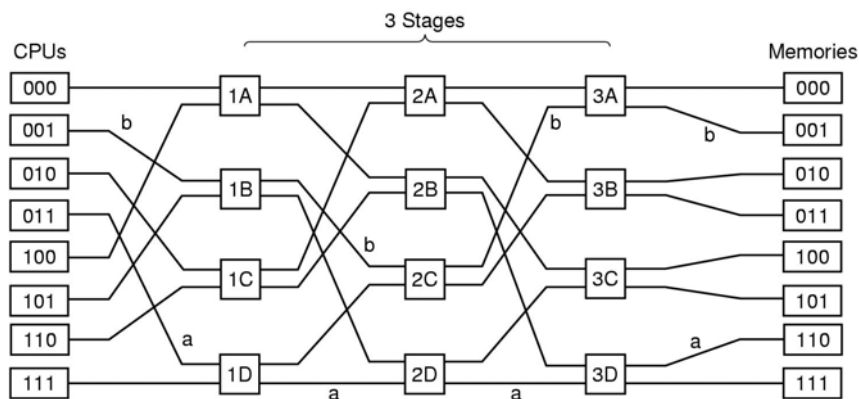 3 Stages
CPUs Memories
000 1A 2A 3A 000
001 b b b 001
010 1B 2B 3B 010
011 011
100 b 100
101 1C 2C 3C 101
110 a a 110
111 1D a 2D a 3D 111